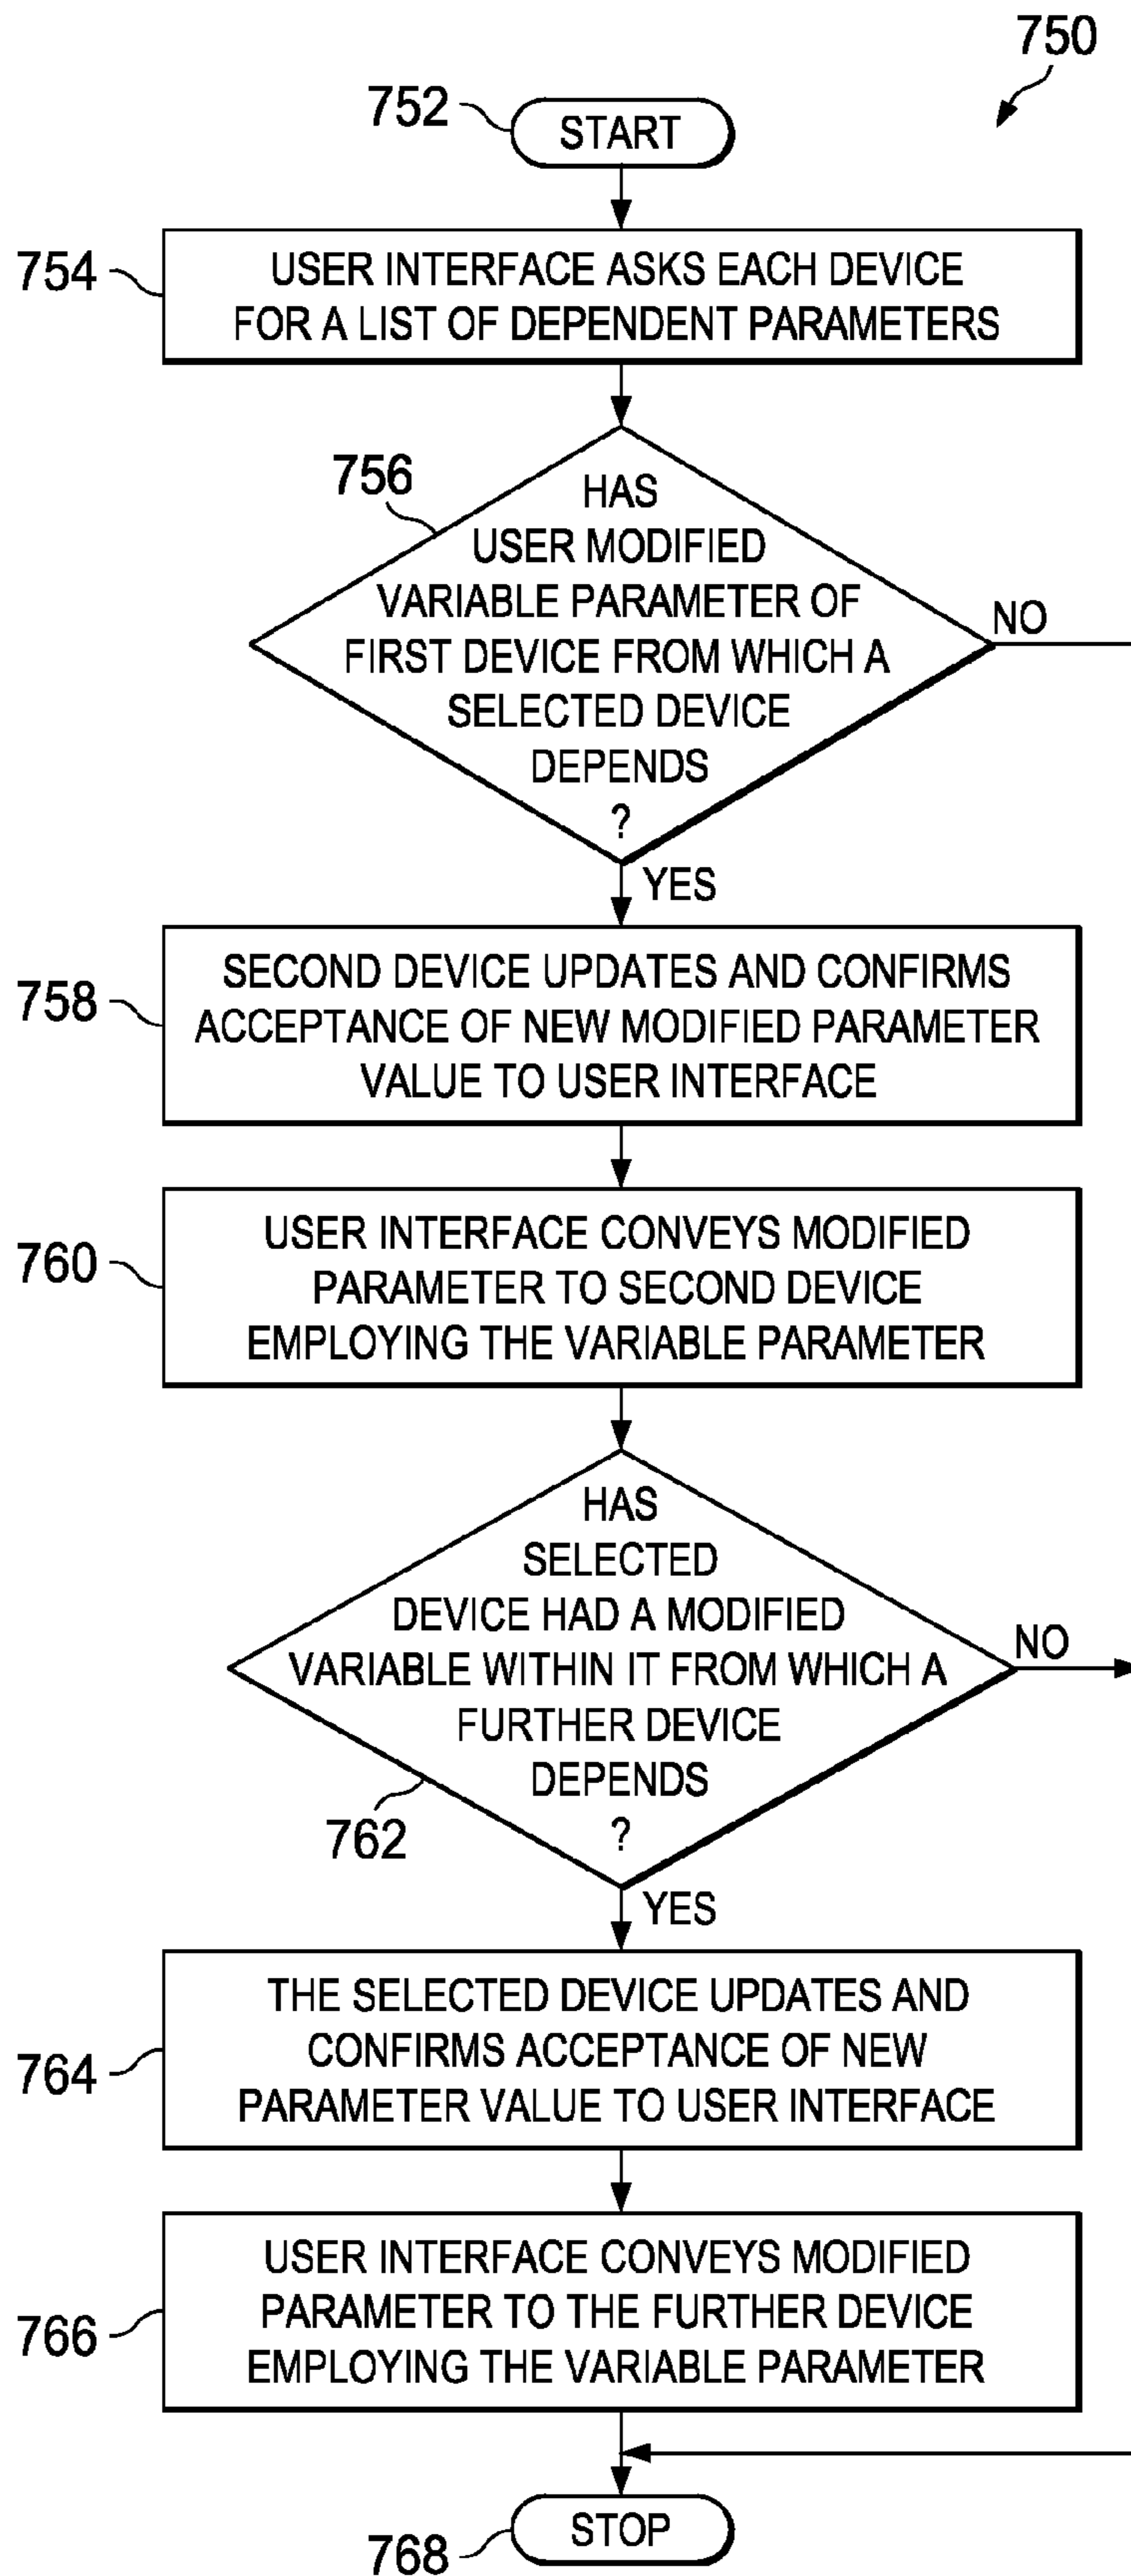 750
752
START
754
USER INTERFACE ASKS EACH DEVICE
FOR A LIST OF DEPENDENT PARAMETERS
756
HAS
USER MODIFIED
VARIABLE PARAMETER OF
FIRST DEVICE FROM WHICH A
SELECTED DEVICE
DEPENDS
?
NO
YES
758
SECOND DEVICE UPDATES AND CONFIRMS
ACCEPTANCE OF NEW MODIFIED PARAMETER
VALUE TO USER INTERFACE
760
USER INTERFACE CONVEYS MODIFIED
PARAMETER TO SECOND DEVICE
EMPLOYING THE VARIABLE PARAMETER
HAS
SELECTED
DEVICE HAD A MODIFIED
VARIABLE WITHIN IT FROM WHICH A
FURTHER DEVICE
DEPENDS
?
NO
762
YES
764
THE SELECTED DEVICE UPDATES AND
CONFIRMS ACCEPTANCE OF NEW
PARAMETER VALUE TO USER INTERFACE
766
USER INTERFACE CONVEYS MODIFIED
PARAMETER TO THE FURTHER DEVICE
EMPLOYING THE VARIABLE PARAMETER
768
STOP